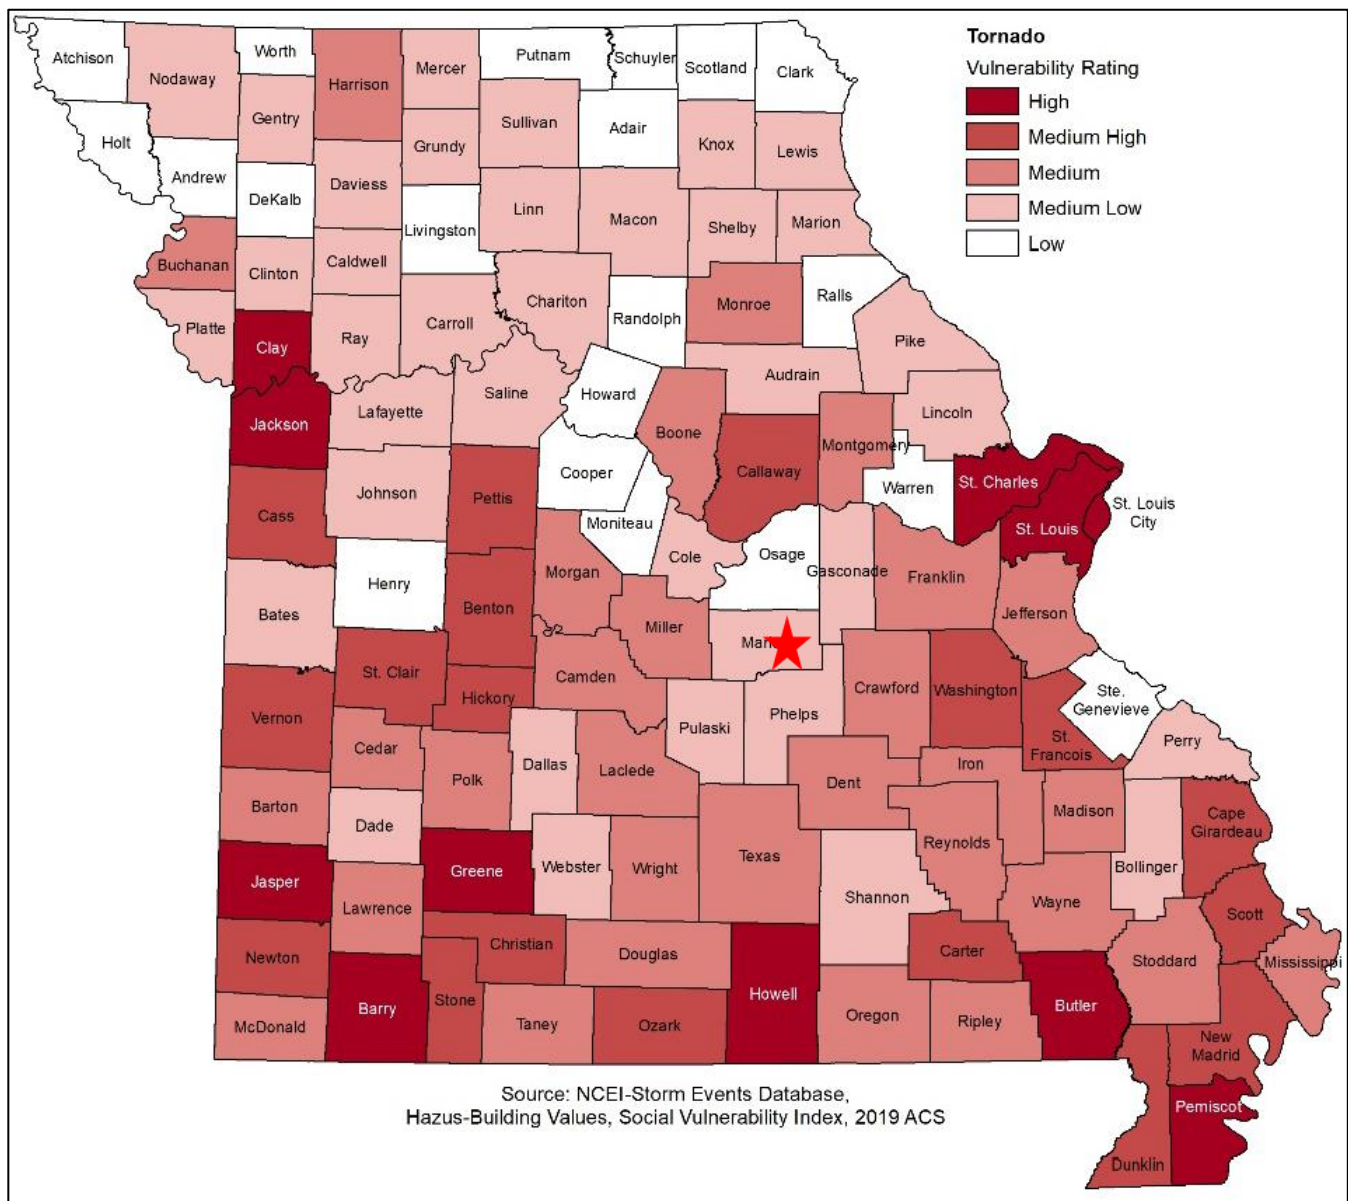 Tornado
Vulnerability Rating
High
Medium High
Medium
Medium Low
Low
Atchison
Nodaway
Worth
Harrison
Mercer
Putnam
Schuyler
Scotland
Clark
Gentry
Sullivan
Adair
Holt
Grundy
Knox
Lewis
Andrew
DeKalb
Daviess
Linn
Macon
Shelby
Marion
Livingston
Buchanan
Clinton
Caldwell
Chariton
Randolph
Monroe
Ralls
Platte
Clay
Ray
Carroll
Pike
Audrain
Jackson
Lafayette
Saline
Howard
Boone
Lincoln
Montgomery
Callaway
Cooper
Warren
St. Charles
St. Louis
City
St. Louis
Cass
Johnson
Pettis
Moniteau
Cole
Osage
Gasconade
Franklin
Jefferson
Bates
Henry
Benton
Morgan
Miller
Mari
St. Clair
Hickory
Camden
Pulaski
Phelps
Crawford
Washington
Ste.
Genevieve
St.
Francois
Perry
Vernon
Cedar
Polk
Dallas
Laclede
Dent
Iron
Madison
Cape
Girardeau
Barton
Dade
Webster
Wright
Texas
Reynolds
Bollinger
Jasper
Greene
Lawrence
Shannon
Wayne
Scott
Newton
Christian
Douglas
Carter
Stoddard
Mississippi
McDonald
Barry
Stone
Taney
Ozark
Howell
Oregon
Ripley
Butler
New
Madrid
Pemiscot
Dunklin
Source: NCEI-Storm Events Database,
Hazus-Building Values, Social Vulnerability Index, 2019 ACS